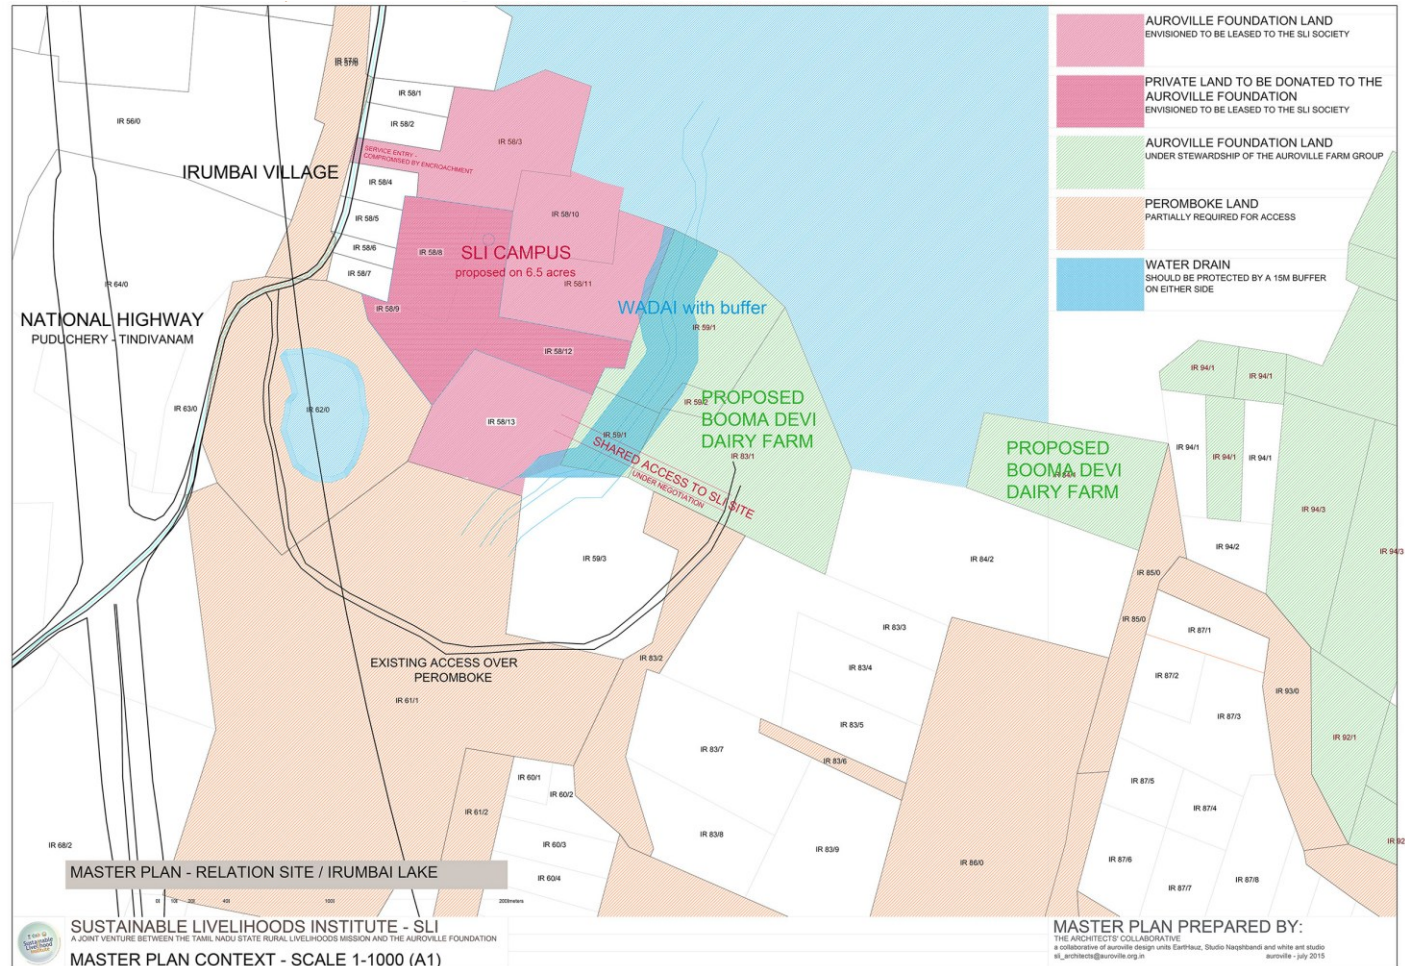 AUROVILLE FOUNDATION LAND
ENVISIONED TO BE LEASED TO THE SLI SOCIETY
PRIVATE LAND TO BE DONATED TO THE
AUROVILLE FOUNDATION
ENVISIONED TO BE LEASED TO THE SLI SOCIETY
AUROVILLE FOUNDATION LAND
UNDER STEWARDSHIP OF THE AUROVILLE FARM GROUP
PEROMBOKE LAND
PARTIALLY REQUIRED FOR ACCESS
WATER DRAIN
SHOULD BE PROTECTED BY A 15M BUFFER
ON EITHER SIDE
IR 58/1
IR 56/0
IR 58/2
IR 58/3
SERVICE ENTRY -
COMPROMISED BY ENCROACHMENT
IRUMBAI VILLAGE
IR 58/4
IR 58/5
IR 58/10
IR 58/6
IR 58/8
SLI CAMPUS
proposed on 6.5 acres
IR 58/7
IR 64/0
IR 58/11
IR 58/9
WADAI with buffer
NATIONAL HIGHWAY
PUDUCHERY - TINDIVANAM
IR 59/1
IR 58/12
IR 63/0
IR 62/0
IR 58/13
IR 59/2
PROPOSED
BOOMA DEVI
DAIRY FARM
IR 59/1
IR 83/1
SHARED ACCESS TO SLI SITE
UNDER NEGOTIATION
PROPOSED
BOOMA DEVI
DAIRY FARM
IR 94/1
IR 94/1
IR 94/1
IR 94/1
IR 94/1
IR 94/3
IR 94/2
IR 94/3
IR 59/3
IR 84/2
IR 85/0
IR 85/0
IR 83/3
IR 87/1
IR 83/2
IR 83/4
EXISTING ACCESS OVER
PEROMBOKE
IR 87/2
IR 93/0
IR 61/1
IR 83/5
IR 87/3
IR 92/1
IR 83/7
IR 83/6
IR 60/1
IR 60/2
IR 87/5
IR 87/4
IR 61/2
IR 83/8
IR 68/2
IR 60/3
IR 83/9
IR 86/0
IR 87/6
IR 92
IR 60/4
IR 87/7
IR 87/8
MASTER PLAN - RELATION SITE / IRUMBAI LAKE
100
200
400
1000
2000meters
SUSTAINABLE LIVELIHOODS INSTITUTE - SLI
A JOINT VENTURE BETWEEN THE TAMIL NADU STATE RURAL LIVELIHOODS MISSION AND THE AUROVILLE FOUNDATION
MASTER PLAN CONTEXT - SCALE 1-1000 (A1)
Sustainable
Livelihood
Institute
MASTER PLAN PREPARED BY:
THE ARCHITECTS' COLLABORATIVE
a collaborative of auroville design units EartHauz, Studio Naqshbandi and white ant studio
sli_architects@auroville.org.in auroville - july 2015